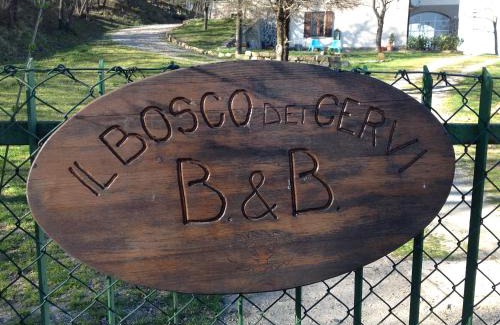 IL BOSCO DEI CERVI
B. & B.